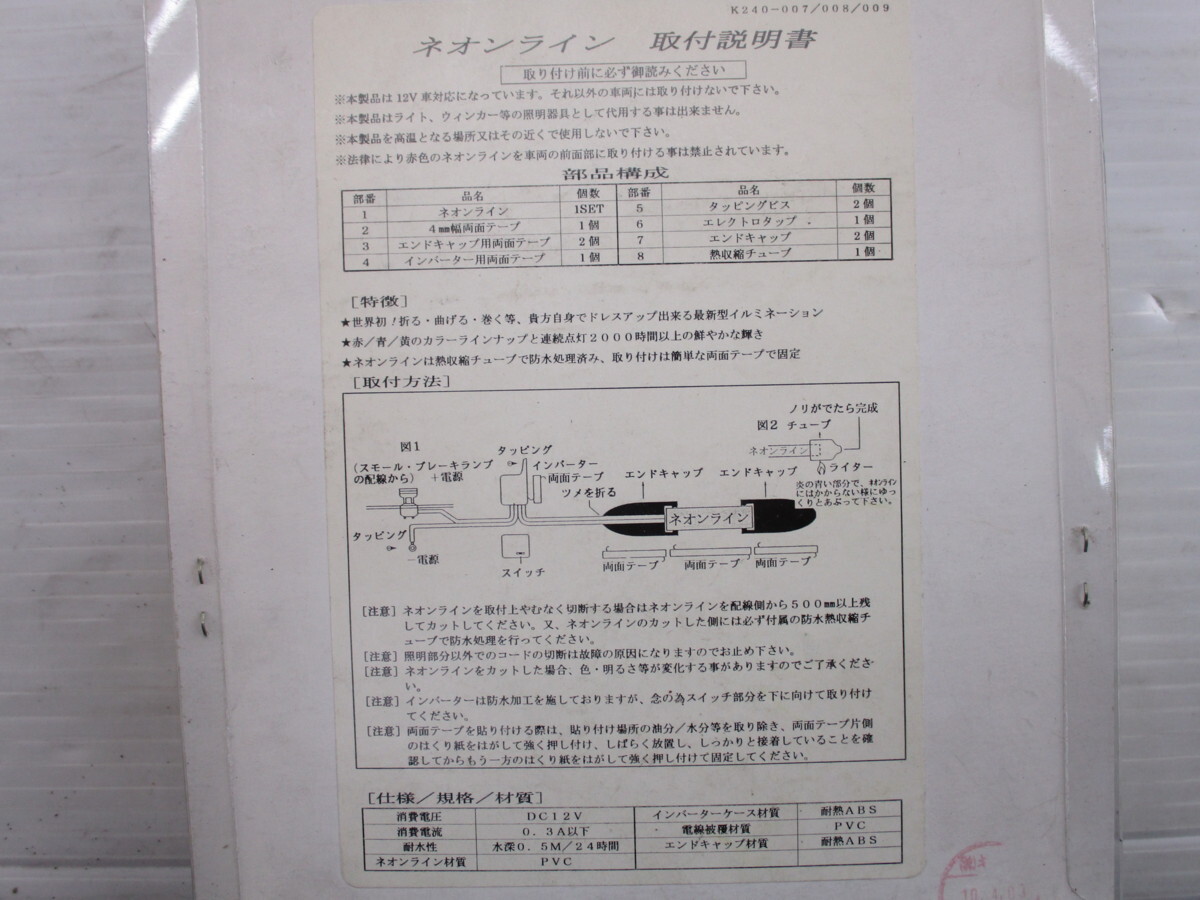 K240-007/008/009
ネオンライン 取付説明書
取り付け前に必ず御読みください
※本製品は12V車対応になっています。それ以外の車両には取り付けないで下さい。
※本製品はライト、ウィンカー等の照明器具として代用する事は出来ません。
※本製品を高温となる場所又はその近くで使用しないで下さい。
※法律により赤色のネオンラインを車両の前面部に取り付ける事は禁止されています。
部品構成
部番 品名 個数 部番 品名 個数
1 ネオンライン 1SET 5 タッピングビス 2個
2 4㎜幅両面テープ 1個 6 エレクトロタップ 1個
3 エンドキャップ用両面テープ 2個 7 エンドキャップ 2個
4 インバーター用両面テープ 1個 8 熱収縮チューブ 1個
[特徴]
★世界初!折る・曲げる・巻く等、貴方自身でドレスアップ出来る最新型イルミネーション
★赤/青/黄のカラーラインナップと連続点灯2000時間以上の鮮やかな輝き
★ネオンラインは熱収縮チューブで防水処理済み、取り付けは簡単な両面テープで固定
[取付方法]
ノリがでたら完成
図2 チューブ
ネオンライン
ライター
炎の青い部分で、ネオンライン
にはかからない様にゆっ
くりとあぶって下さい。
図1
(スモール・ブレーキランプ
の配線から) +電源
タッピング
インバーター
両面テープ
ツメを折る
エンドキャップ エンドキャップ
ネオンライン
タッピング
-電源
スイッチ
両面テープ 両面テープ 両面テープ
[注意] ネオンラインを取付上やむなく切断する場合はネオンラインを配線側から500㎜以上残
してカットしてください。又、ネオンラインのカットした側には必ず付属の防水熱収縮チ
ューブで防水処理を行ってください。
[注意] 照明部分以外でのコードの切断は故障の原因になりますのでお止め下さい。
[注意] ネオンラインをカットした場合、色・明るさ等が変化する事がありますのでご了承くださ
い。
[注意] インバーターは防水加工を施しておりますが、念の為スイッチ部分を下に向けて取り付け
てください。
[注意] 両面テープを貼り付ける際は、貼り付け場所の油分/水分等を取り除き、両面テープ片側
のはくり紙をはがして強く押し付け、しばらく放置し、しっかりと接着していることを確
認してからもう一方のはくり紙をはがして強く押し付けて固定してください。
[仕様/規格/材質]
消費電圧 DC12V インバーターケース材質 耐熱ABS
消費電流 0.3A以下 電線被覆材質 PVC
耐水性 水深0.5M/24時間 エンドキャップ材質 耐熱ABS
ネオンライン材質 PVC